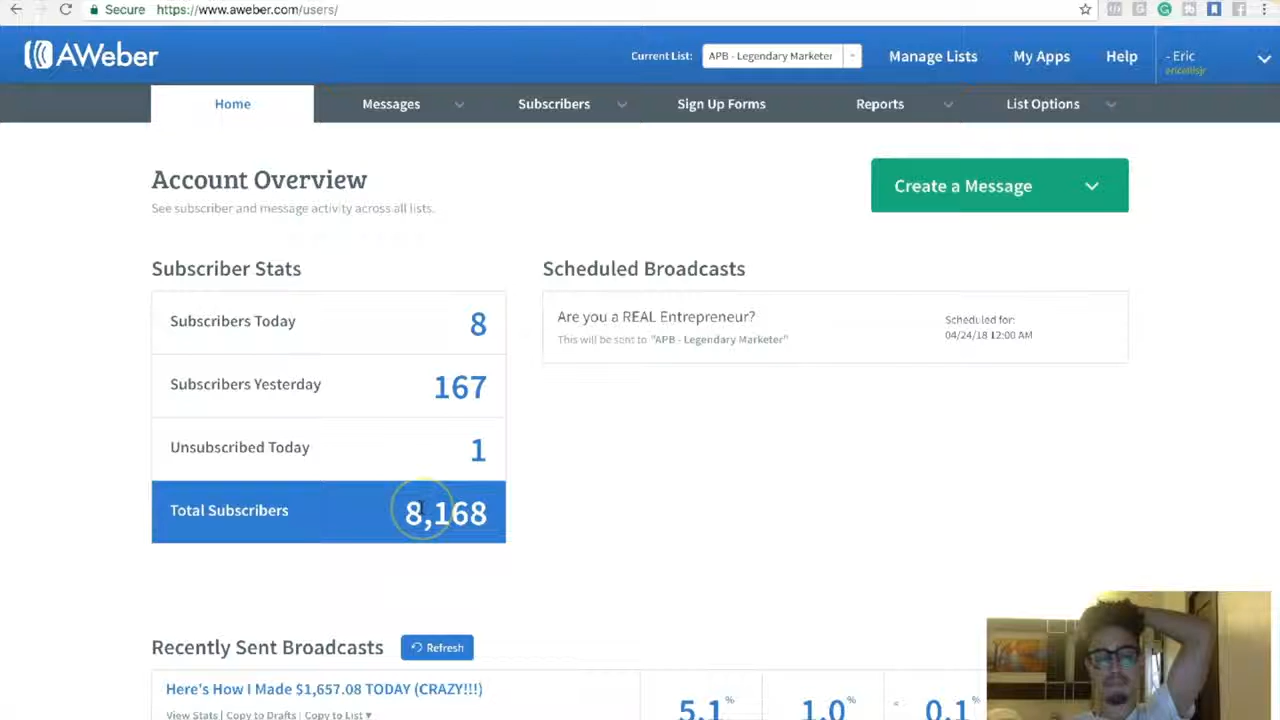 Secure https://www.aweber.com/users/
AWeber
Current List: APB - Legendary Marketer
Manage Lists
My Apps
Help
- Eric
Home
Messages
Subscribers
Sign Up Forms
Reports
List Options
Account Overview
See subscriber and message activity across all lists.
Create a Message
Subscriber Stats
Subscribers Today 8
Subscribers Yesterday 167
Unsubscribed Today 1
Total Subscribers 8,168
Scheduled Broadcasts
Are you a REAL Entrepreneur?
This will be sent to "APB - Legendary Marketer"
Scheduled for:
04/24/18 12:00 AM
Recently Sent Broadcasts
Refresh
Here's How I Made $1,657.08 TODAY (CRAZY!!!)
View Stats | Copy to Drafts | Copy to List ▾
5.1%
1.0%
0.1%